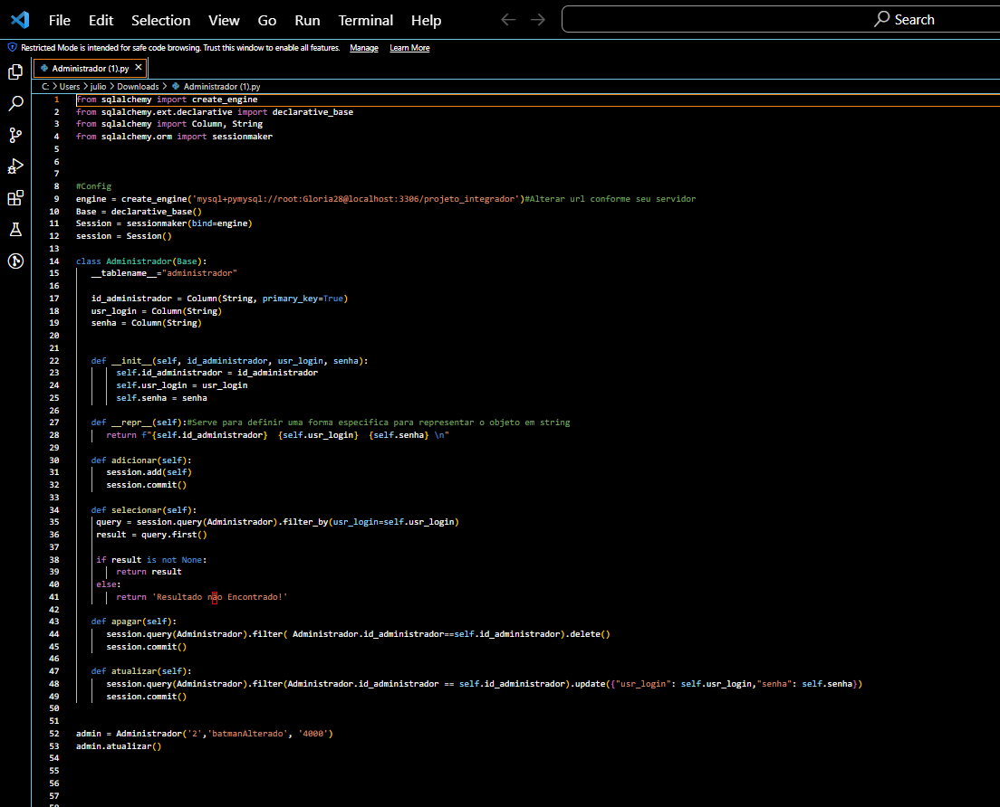 File Edit Selection View Go Run Terminal Help Search
Restricted Mode is intended for safe code browsing. Trust this window to enable all features. Manage Learn More
Administrador (1).py
C: > Users > julio > Downloads > Administrador (1).py
1 from sqlalchemy import create_engine
2 from sqlalchemy.ext.declarative import declarative_base
3 from sqlalchemy import Column, String
4 from sqlalchemy.orm import sessionmaker
5
6
7
8 #Config
9 engine = create_engine('mysql+pymysql://root:Gloria28@localhost:3306/projeto_integrador')#Alterar url conforme seu servidor
10 Base = declarative_base()
11 Session = sessionmaker(bind=engine)
12 session = Session()
13
14 class Administrador(Base):
15 __tablename__="administrador"
16
17 id_administrador = Column(String, primary_key=True)
18 usr_login = Column(String)
19 senha = Column(String)
20
21
22 def __init__(self, id_administrador, usr_login, senha):
23 self.id_administrador = id_administrador
24 self.usr_login = usr_login
25 self.senha = senha
26
27 def __repr__(self):#Serve para definir uma forma especifica para representar o objeto em string
28 return f"{self.id_administrador}  {self.usr_login}  {self.senha} \n"
29
30 def adicionar(self):
31 session.add(self)
32 session.commit()
33
34 def selecionar(self):
35 query = session.query(Administrador).filter_by(usr_login=self.usr_login)
36 result = query.first()
37
38 if result is not None:
39 return result
40 else:
41 return 'Resultado não Encontrado!'
42
43 def apagar(self):
44 session.query(Administrador).filter( Administrador.id_administrador==self.id_administrador).delete()
45 session.commit()
46
47 def atualizar(self):
48 session.query(Administrador).filter(Administrador.id_administrador == self.id_administrador).update({"usr_login": self.usr_login,"senha": self.senha})
49 session.commit()
50
51
52 admin = Administrador('2','batmanAlterado', '4000')
53 admin.atualizar()
54
55
56
57
58